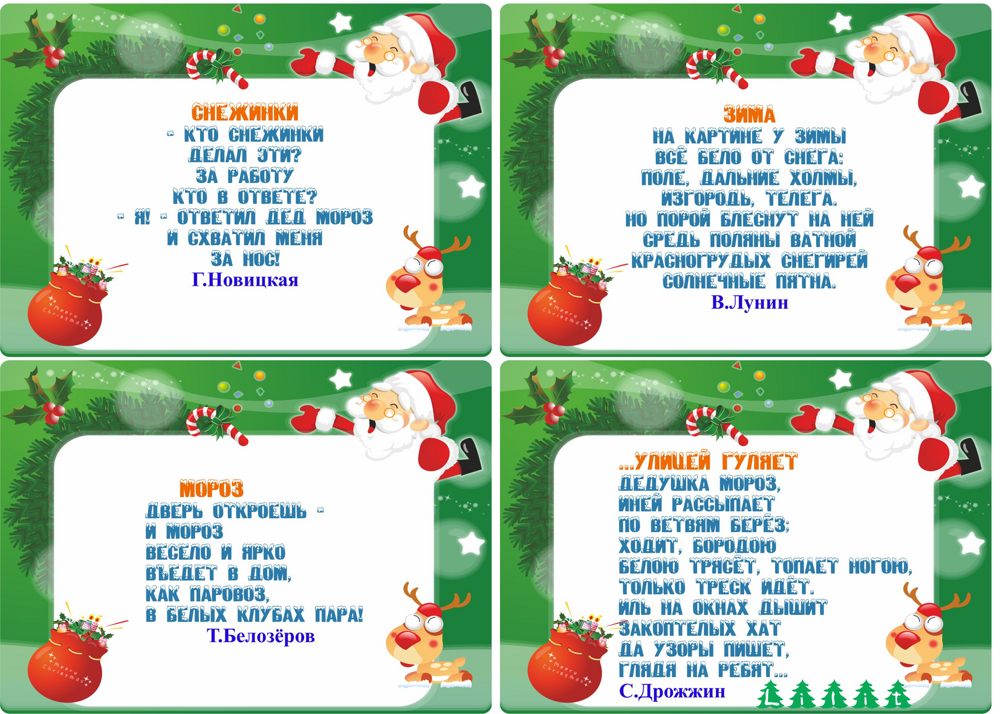 СНЕЖИНКИ
- КТО СНЕЖИНКИ
ДЕЛАЛ ЭТИ?
ЗА РАБОТУ
КТО В ОТВЕТЕ?
- Я! - ОТВЕТИЛ ДЕД МОРОЗ
И СХВАТИЛ МЕНЯ
ЗА НОС!
Г.Новицкая
Merry
Christmas
ЗИМА
НА КАРТИНЕ У ЗИМЫ
ВСЁ БЕЛО ОТ СНЕГА:
ПОЛЕ, ДАЛЬНИЕ ХОЛМЫ,
ИЗГОРОДЬ, ТЕЛЕГА.
НО ПОРОЙ БЛЕСНУТ НА НЕЙ
СРЕДЬ ПОЛЯНЫ ВАТНОЙ
КРАСНОГРУДЫХ СНЕГИРЕЙ
СОЛНЕЧНЫЕ ПЯТНА.
В.Лунин
Merry
Christmas
МОРОЗ
ДВЕРЬ ОТКРОЕШЬ -
И МОРОЗ
ВЕСЕЛО И ЯРКО
ВЪЕДЕТ В ДОМ,
КАК ПАРОВОЗ,
В БЕЛЫХ КЛУБАХ ПАРА!
Т.Белозёров
Merry
Christmas
...УЛИЦЕЙ ГУЛЯЕТ
ДЕДУШКА МОРОЗ,
ИНЕЙ РАССЫПАЕТ
ПО ВЕТВЯМ БЕРЁЗ;
ХОДИТ, БОРОДОЮ
БЕЛОЮ ТРЯСЁТ, ТОПАЕТ НОГОЮ,
ТОЛЬКО ТРЕСК ИДЁТ.
ИЛЬ НА ОКНАХ ДЫШИТ
ЗАКОПТЕЛЫХ ХАТ
ДА УЗОРЫ ПИШЕТ,
ГЛЯДЯ НА РЕБЯТ...
С.Дрожжин
Lilit
Merry
Christmas